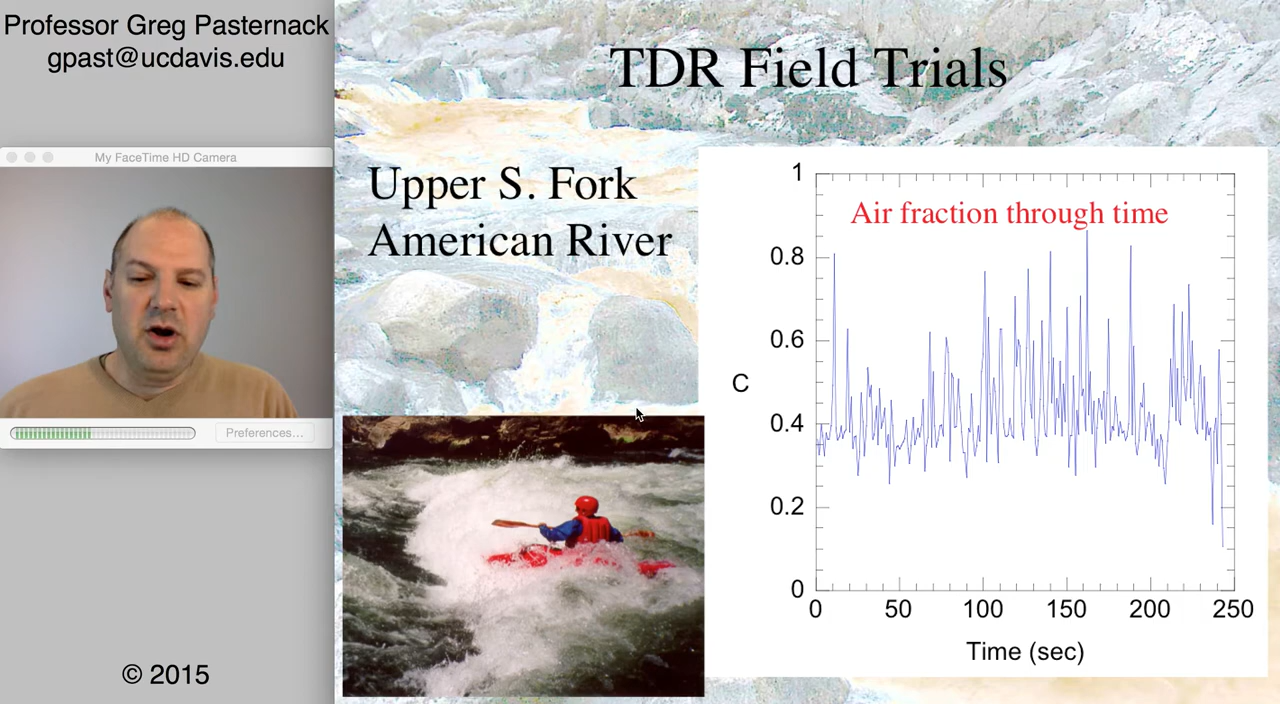 Professor Greg Pasternack
gpast@ucdavis.edu
My FaceTime HD Camera
Preferences...
© 2015
TDR Field Trials
Upper S. Fork
American River
Air fraction through time
1
0.8
0.6
C
0.4
0.2
0
0 50 100 150 200 250
Time (sec)